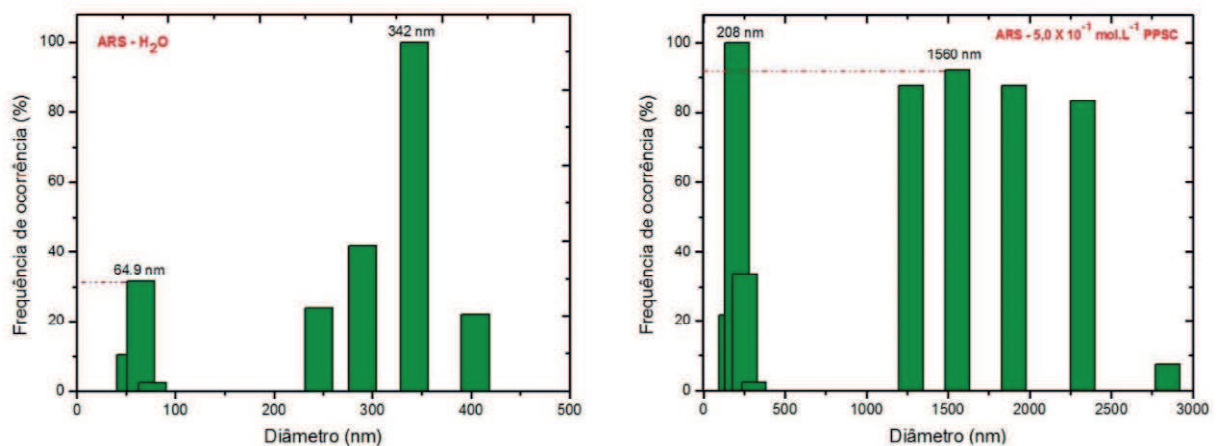 ARS - H₂O
342 nm
64.9 nm
Frequência de ocorrência (%)
100
80
60
40
20
0
0 100 200 300 400 500
Diâmetro (nm)
ARS - 5,0 X 10⁻¹ mol.L⁻¹ PPSC
208 nm
1560 nm
Frequência de ocorrência (%)
100
80
60
40
20
0
0 500 1000 1500 2000 2500 3000
Diâmetro (nm)